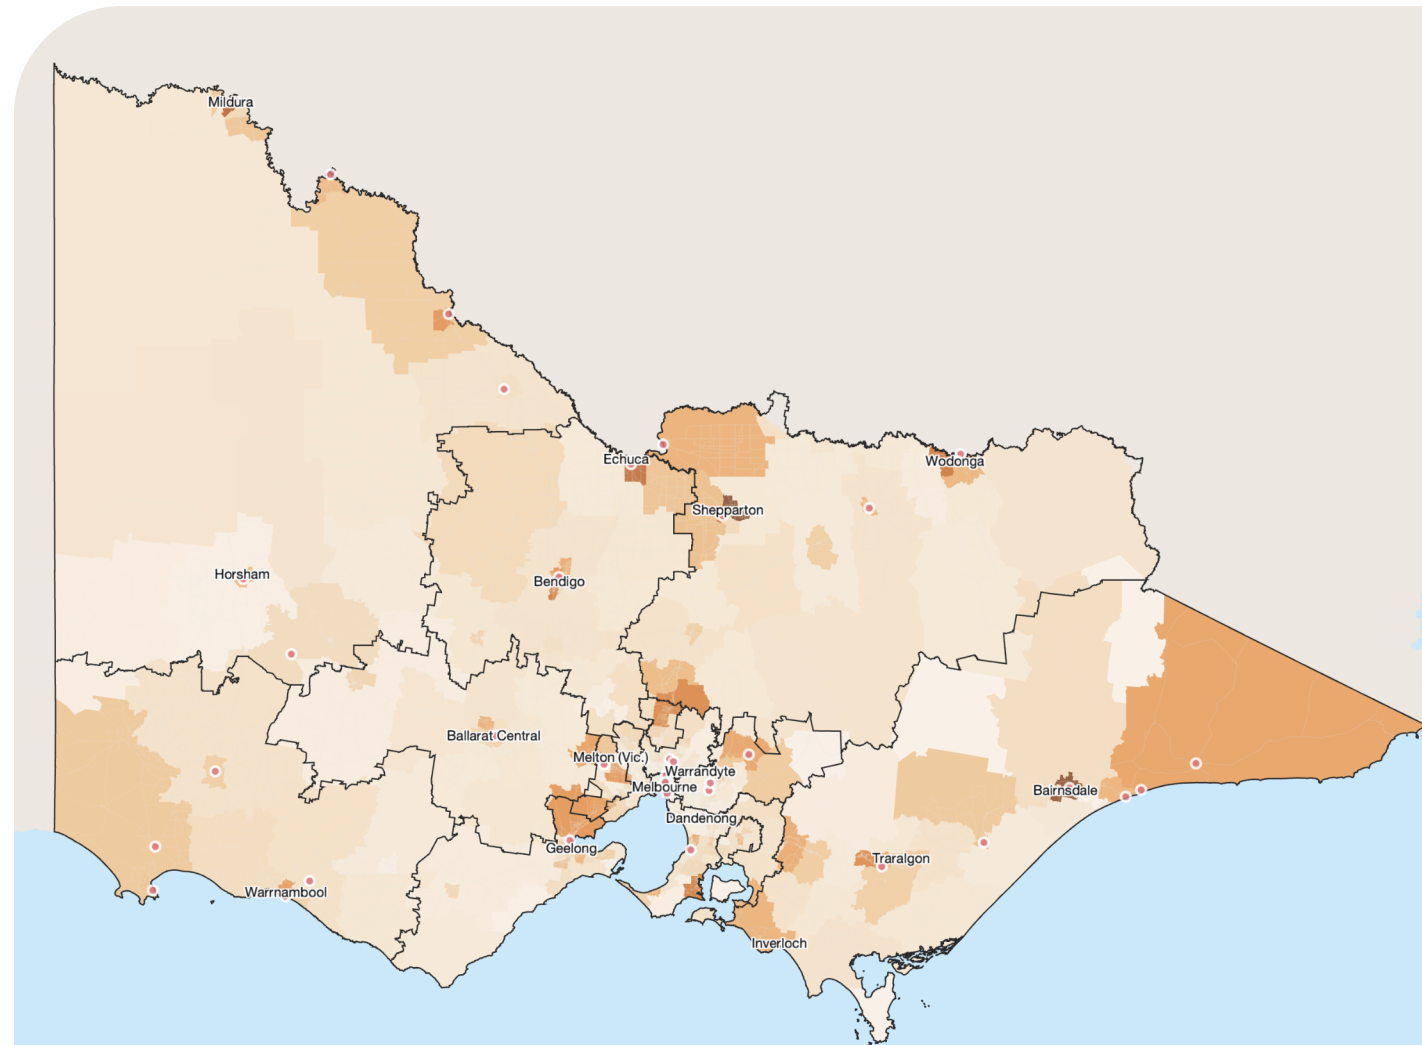 Mildura
Echuca
Wodonga
Shepparton
Horsham
Bendigo
Ballarat Central
Melton (Vic.)
Warrandyte
Melbourne
Bairnsdale
Dandenong
Geelong
Traralgon
Warrnambool
Inverloch